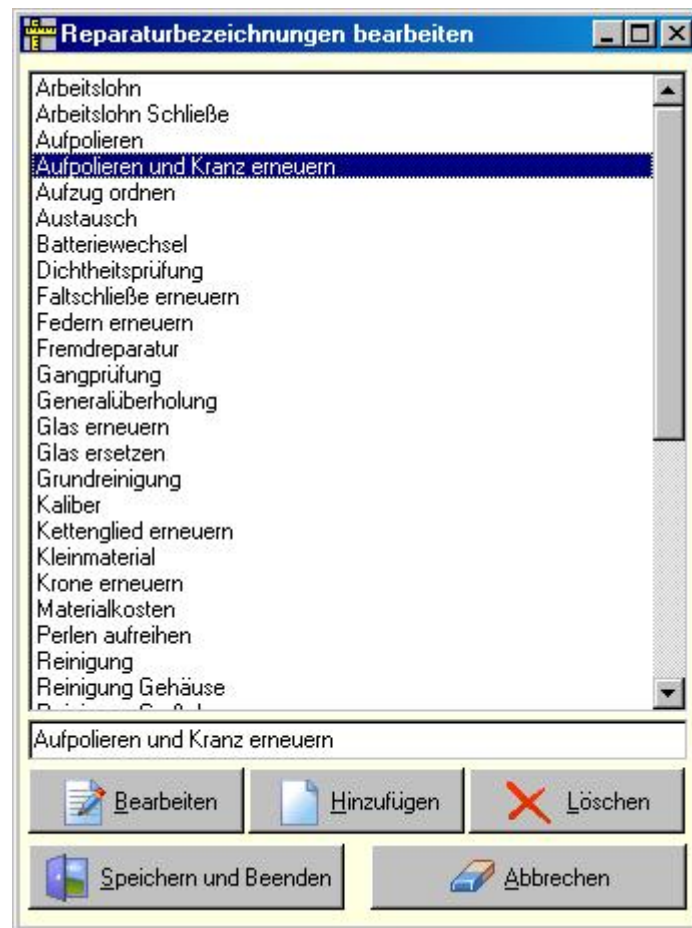 Reparaturbezeichnungen bearbeiten
Arbeitslohn
Arbeitslohn Schließe
Aufpolieren
Aufpolieren und Kranz erneuern
Aufzug ordnen
Austausch
Batteriewechsel
Dichtheitsprüfung
Faltschließe erneuern
Federn erneuern
Fremdreparatur
Gangprüfung
Generalüberholung
Glas erneuern
Glas ersetzen
Grundreinigung
Kaliber
Kettenglied erneuern
Kleinmaterial
Krone erneuern
Materialkosten
Perlen aufreihen
Reinigung
Reinigung Gehäuse
Aufpolieren und Kranz erneuern
Bearbeiten Hinzufügen Löschen
Speichern und Beenden Abbrechen